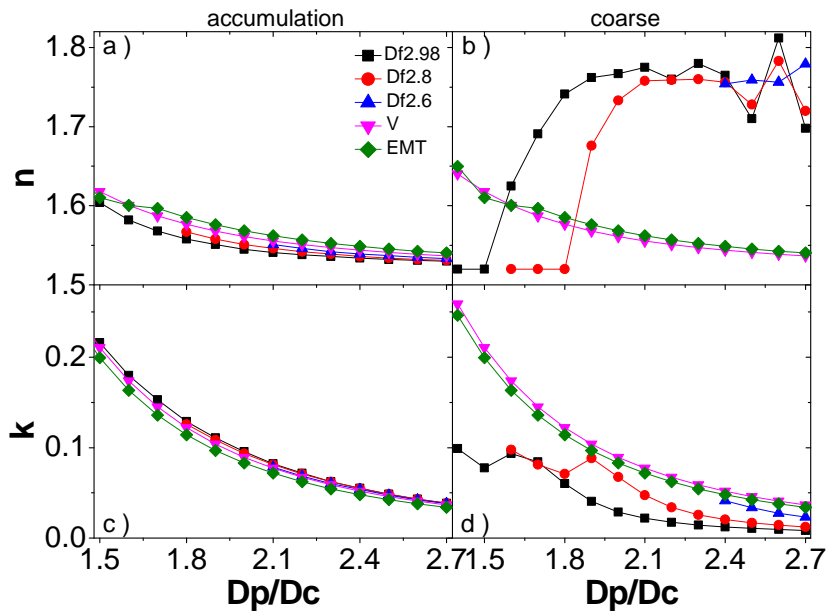 accumulation
coarse
a )
b )
Df2.98
Df2.8
Df2.6
V
EMT
1.8
1.7
1.6
1.5
n
0.2
0.1
0.0
k
c )
d )
1.5 1.8 2.1 2.4 2.7
1.5 1.8 2.1 2.4 2.7
Dp/Dc
Dp/Dc